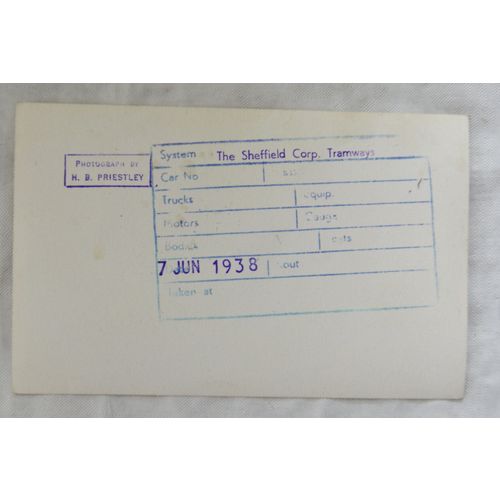 PHOTOGRAPH BY
H. B. PRIESTLEY
System The Sheffield Corp. Tramways
Car No
Trucks Equip.
Motors Gauge
Bodies
7 JUN 1938
Taken at